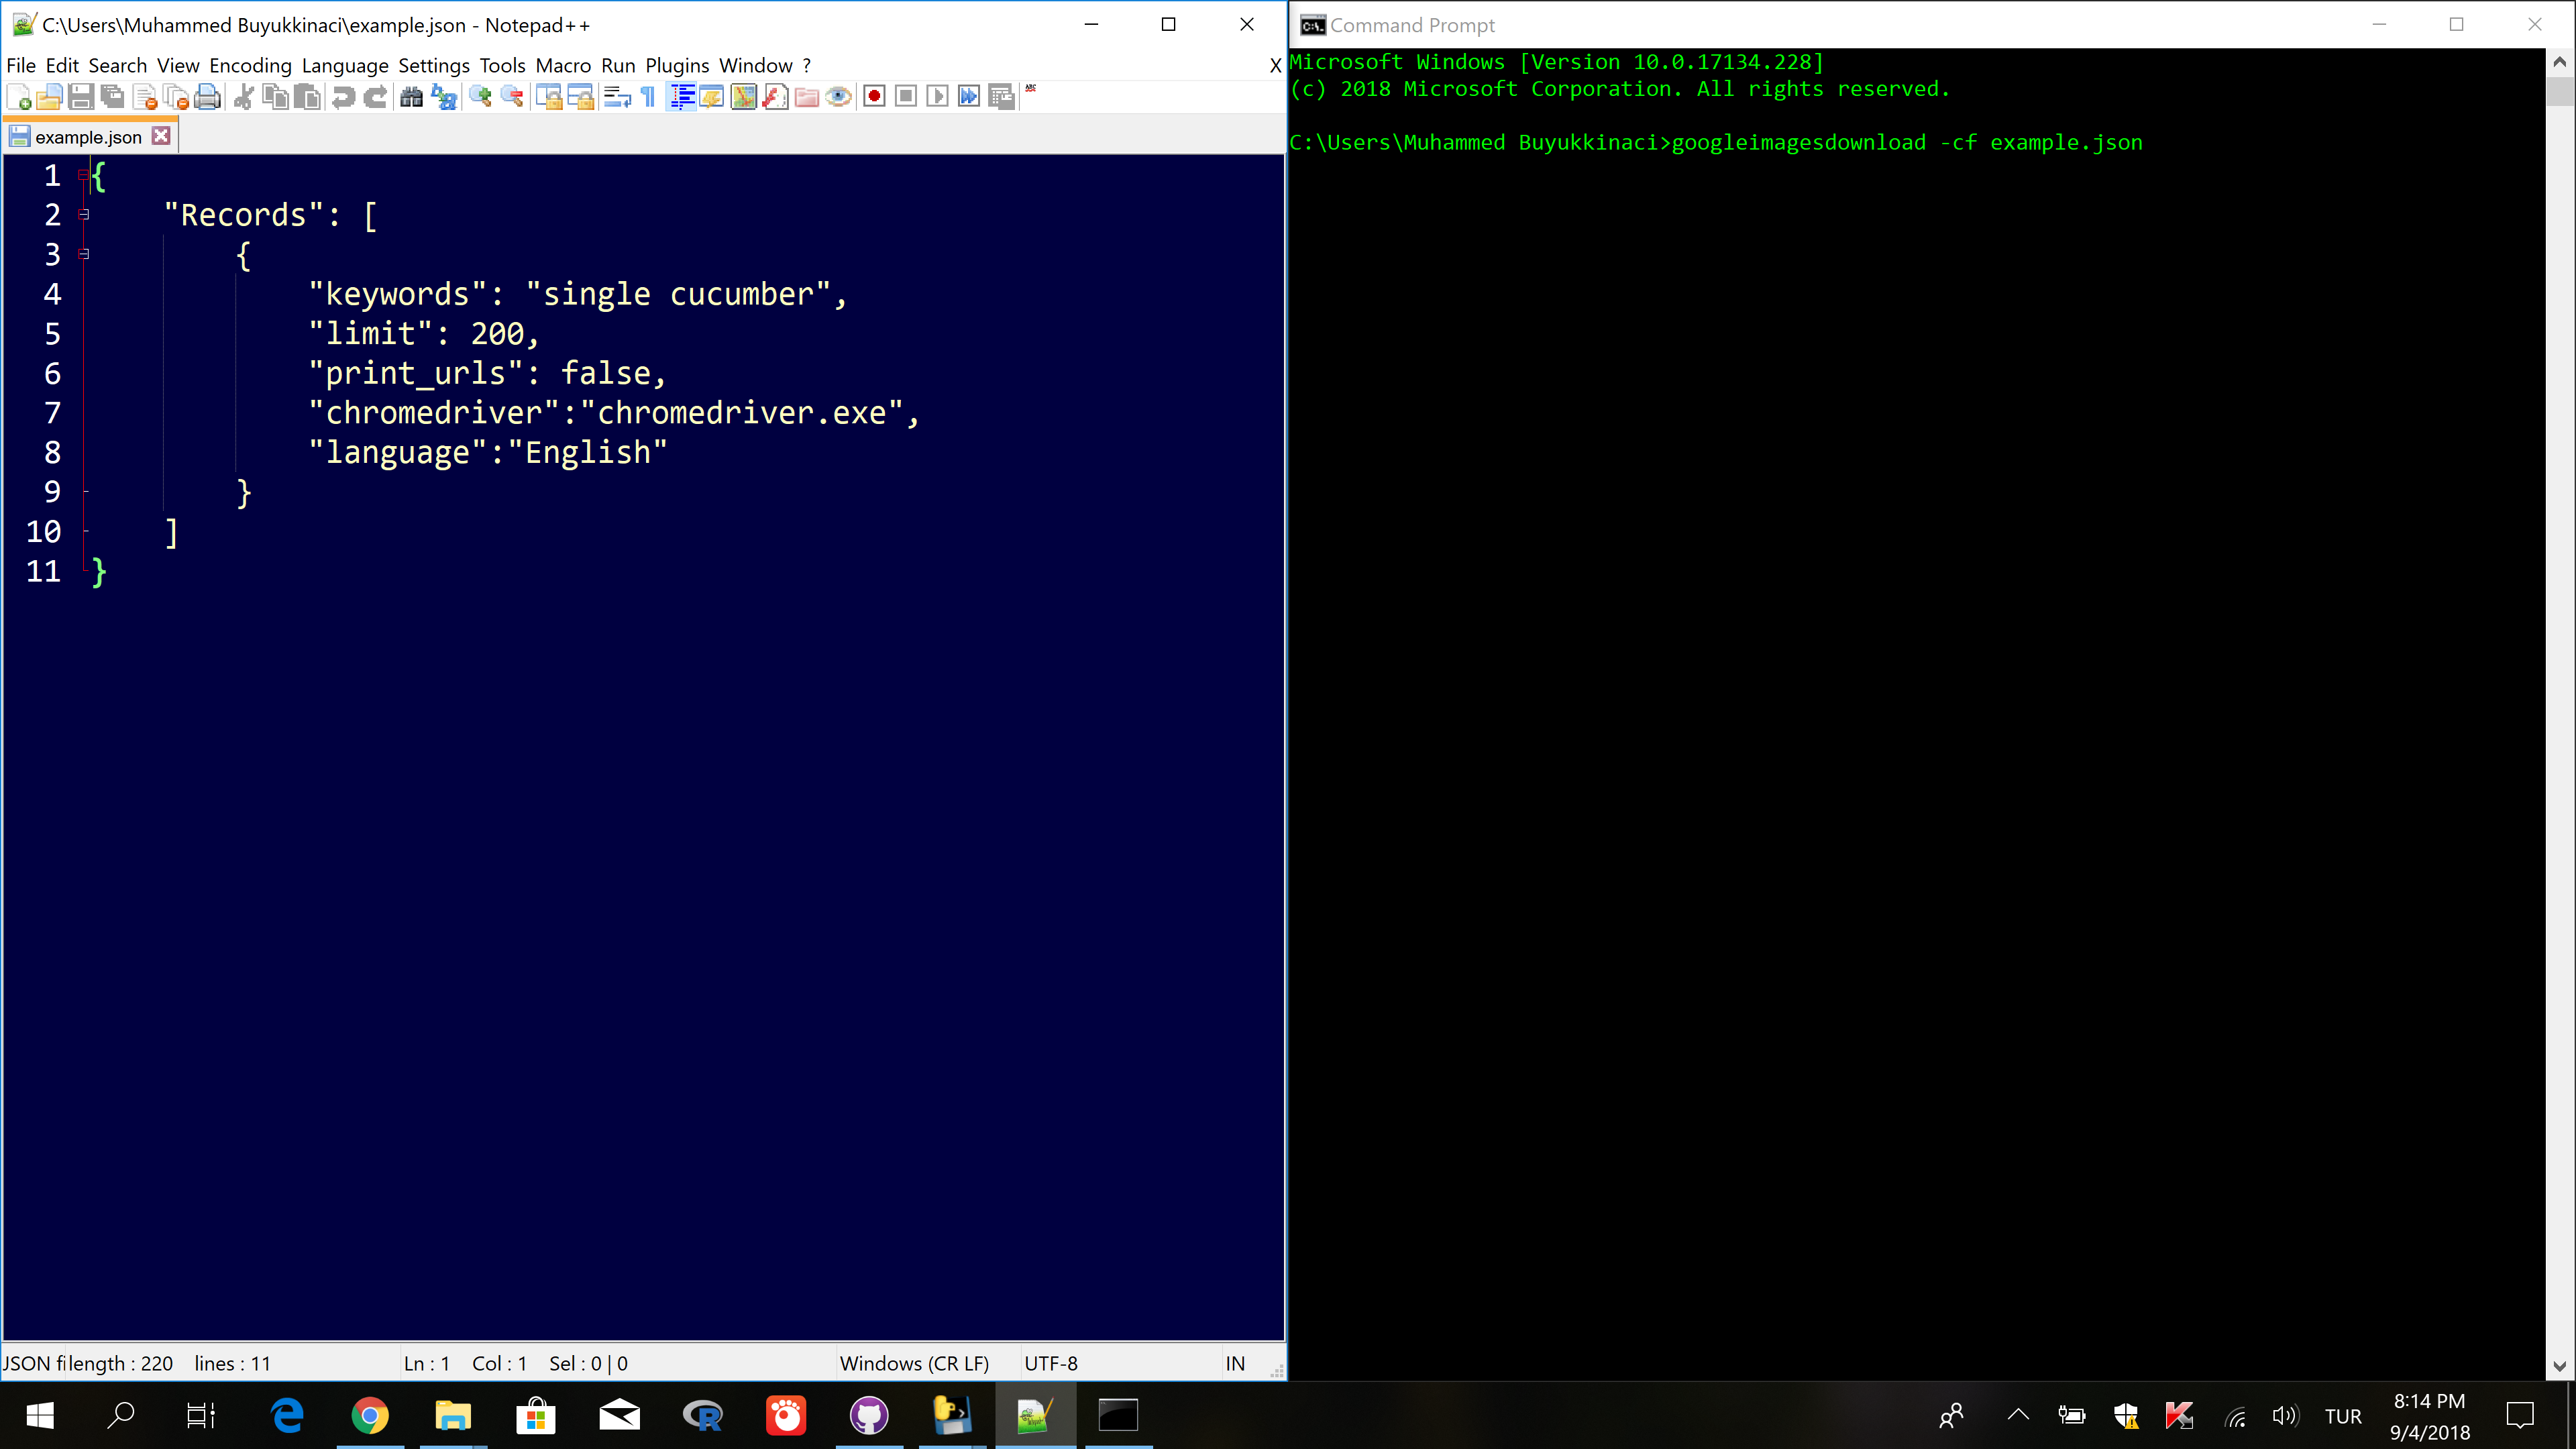 C:\Users\Muhammed Buyukkinaci\example.json - Notepad++
File Edit Search View Encoding Language Settings Tools Macro Run Plugins Window ? X
ABC
example.json
1 {
2 "Records": [
3 {
4 "keywords": "single cucumber",
5 "limit": 200,
6 "print_urls": false,
7 "chromedriver":"chromedriver.exe",
8 "language":"English"
9 }
10 ]
11 }
JSON fi length : 220 lines : 11 Ln : 1 Col : 1 Sel : 0 | 0 Windows (CR LF) UTF-8 IN
Command Prompt
Microsoft Windows [Version 10.0.17134.228]
(c) 2018 Microsoft Corporation. All rights reserved.
C:\Users\Muhammed Buyukkinaci>googleimagesdownload -cf example.json
TUR
8:14 PM
9/4/2018